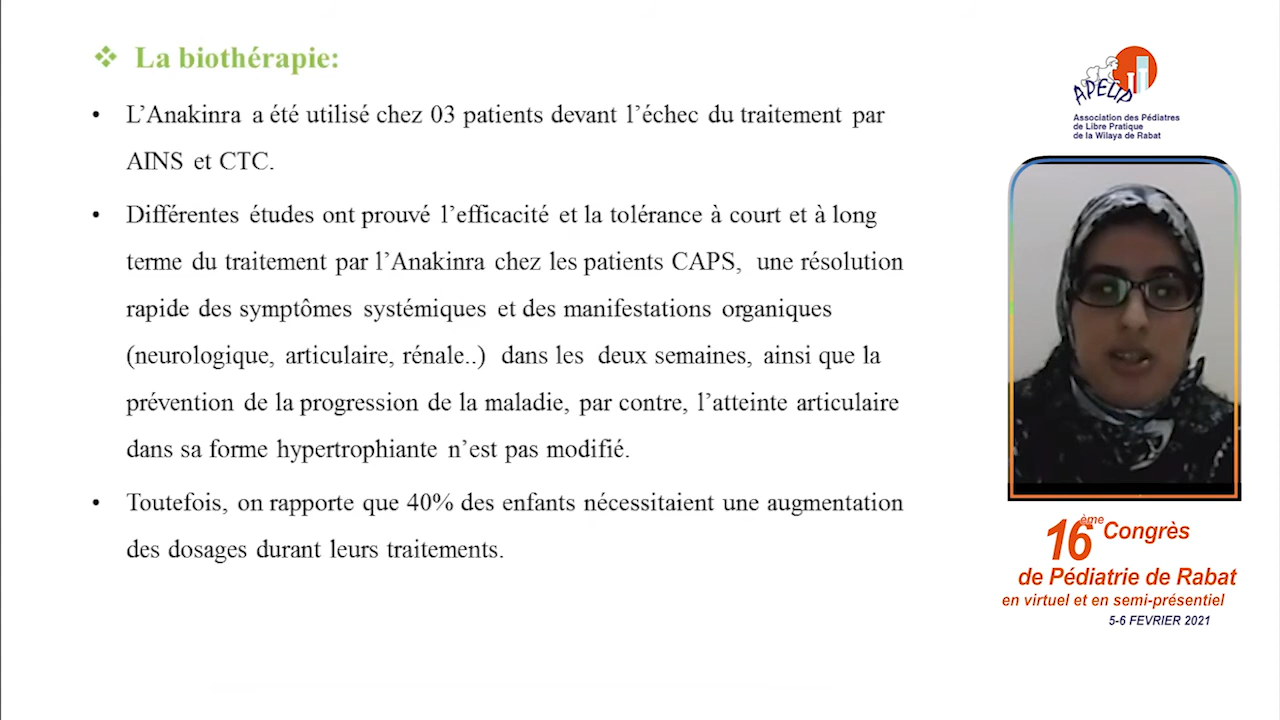 ❖ La biothérapie:
• L’Anakinra a été utilisé chez 03 patients devant l’échec du traitement par
AINS et CTC.
• Différentes études ont prouvé l’efficacité et la tolérance à court et à long
terme du traitement par l’Anakinra chez les patients CAPS, une résolution
rapide des symptômes systémiques et des manifestations organiques
(neurologique, articulaire, rénale..) dans les deux semaines, ainsi que la
prévention de la progression de la maladie, par contre, l’atteinte articulaire
dans sa forme hypertrophiante n’est pas modifié.
• Toutefois, on rapporte que 40% des enfants nécessitaient une augmentation
des dosages durant leurs traitements.
APELIP
Association des Pédiatres
de Libre Pratique
de la Wilaya de Rabat
16ème Congrès
de Pédiatrie de Rabat
en virtuel et en semi-présentiel
5-6 FEVRIER 2021